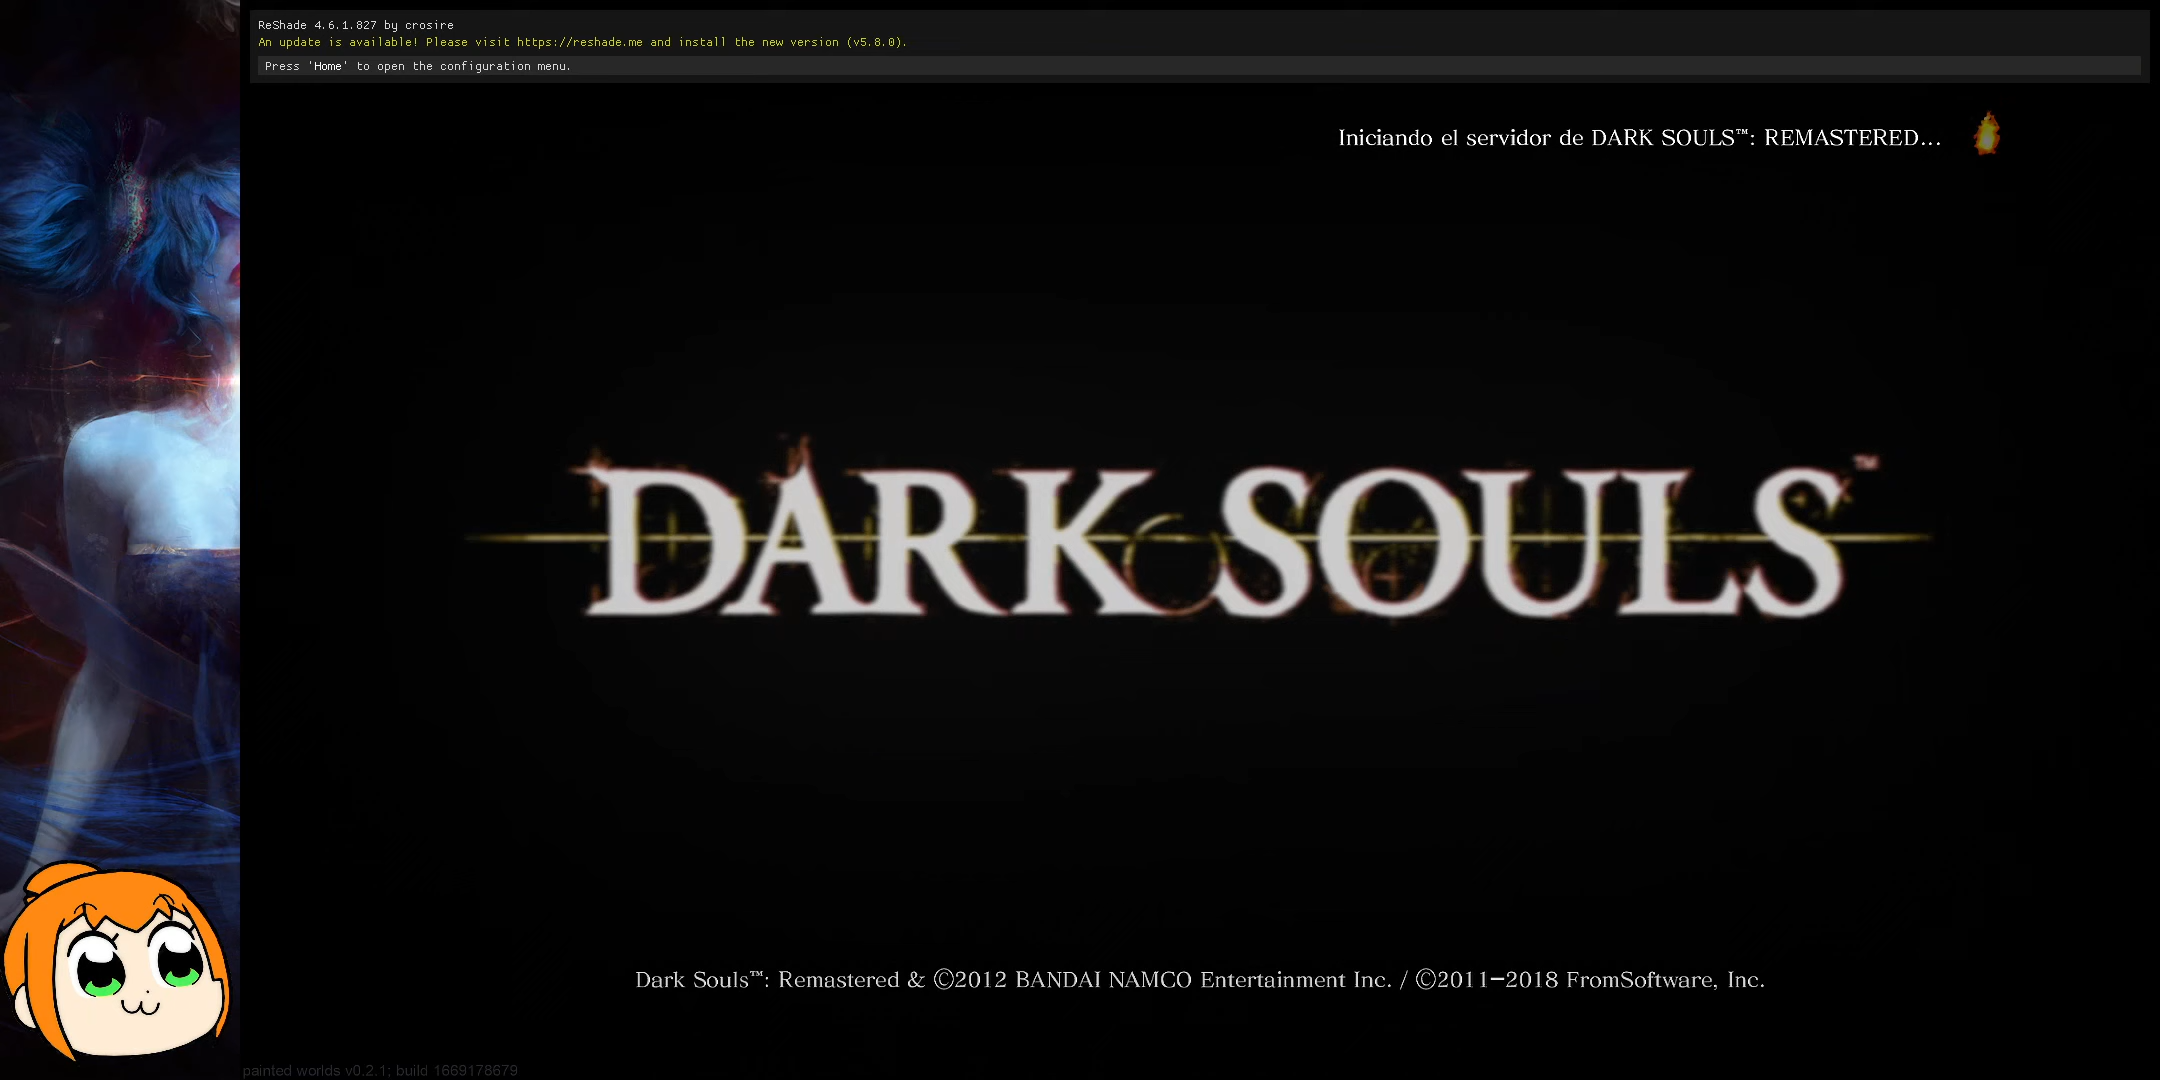 ReShade 4.6.1.827 by crosire
An update is available! Please visit https://reshade.me and install the new version (v5.8.0).
Press 'Home' to open the configuration menu.
Iniciando el servidor de DARK SOULS™: REMASTERED...
DARK SOULS™
Dark Souls™: Remastered & ©2012 BANDAI NAMCO Entertainment Inc. / ©2011-2018 FromSoftware, Inc.
painted worlds v0.2.1; build 1669178679